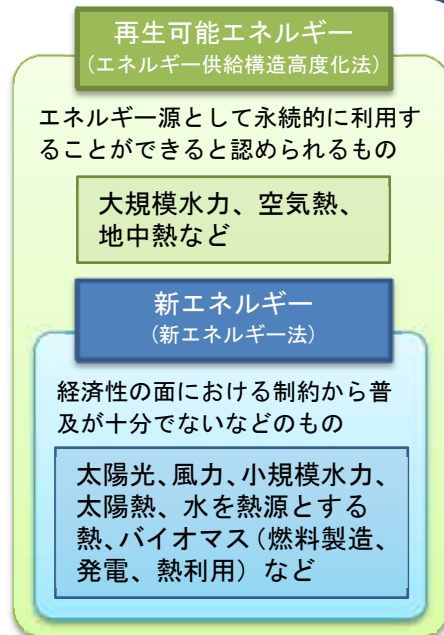 再生可能エネルギー
（エネルギー供給構造高度化法）
エネルギー源として永続的に利用す
ることができると認められるもの
大規模水力、空気熱、
地中熱など
新エネルギー
（新エネルギー法）
経済性の面における制約から普
及が十分でないなどのもの
太陽光、風力、小規模水力、
太陽熱、水を熱源とする
熱、バイオマス（燃料製造、
発電、熱利用）など